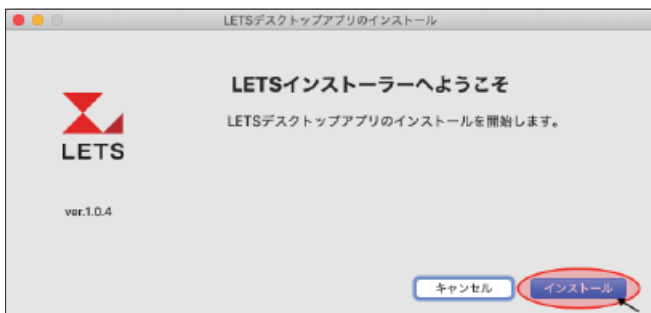 LETSデスクトップアプリのインストール
LETSインストーラーへようこそ
LETSデスクトップアプリのインストールを開始します。
LETS
ver.1.0.4
キャンセル
インストール